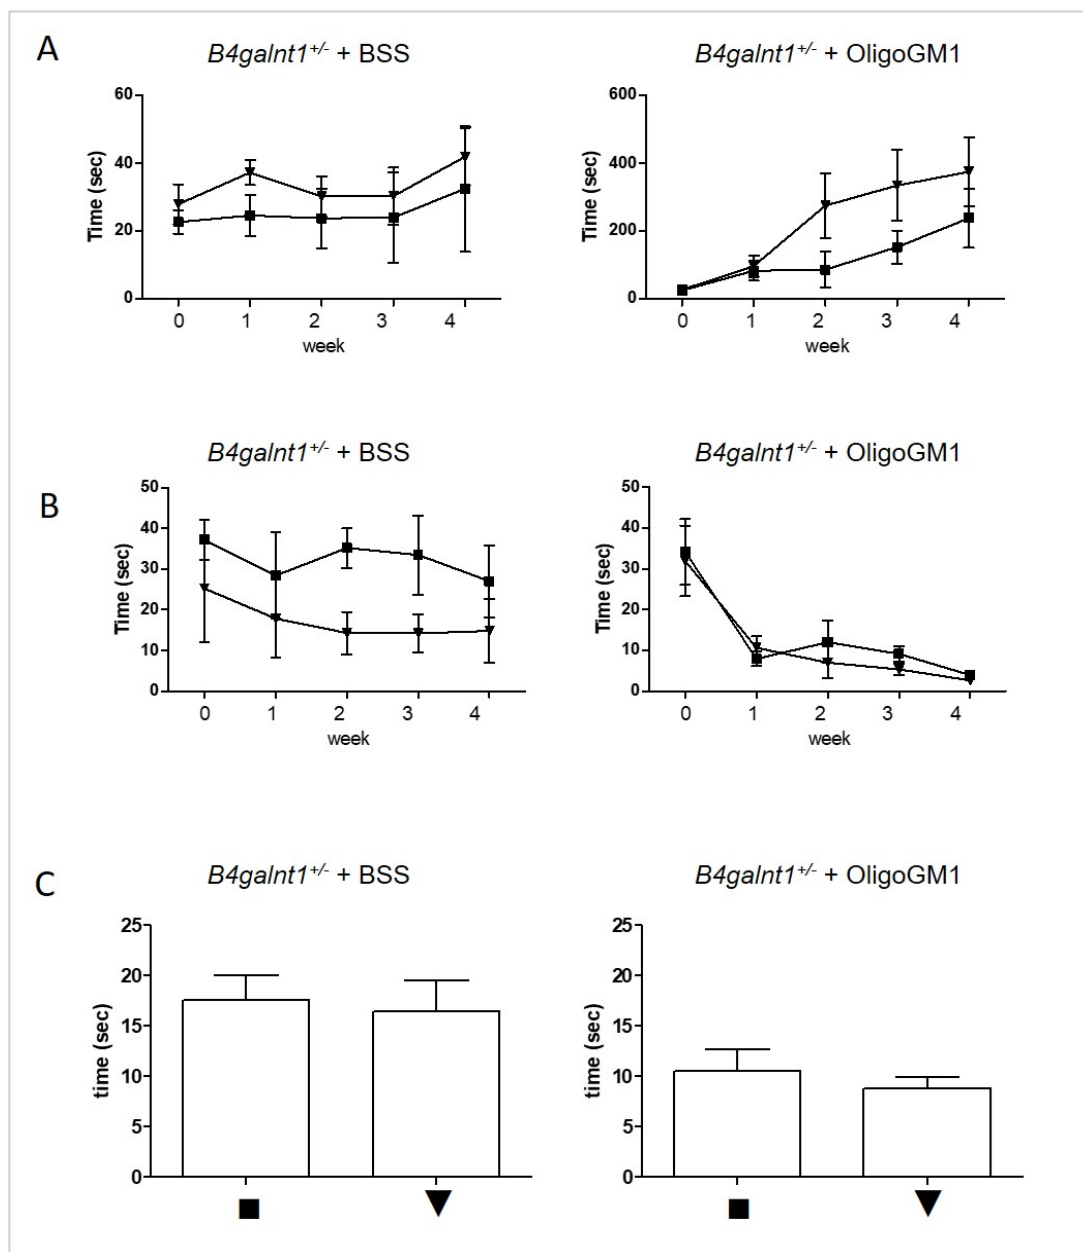 A
B4galnt1+/- + BSS
B4galnt1+/- + OligoGM1
60
40
20
0
Time (sec)
0 1 2 3 4
week
600
400
200
0
Time (sec)
0 1 2 3 4
week
B
B4galnt1+/- + BSS
B4galnt1+/- + OligoGM1
50
40
30
20
10
0
Time (sec)
0 1 2 3 4
week
50
40
30
20
10
0
Time (sec)
0 1 2 3 4
week
C
B4galnt1+/- + BSS
B4galnt1+/- + OligoGM1
25
20
15
10
5
0
time (sec)
25
20
15
10
5
0
time (sec)